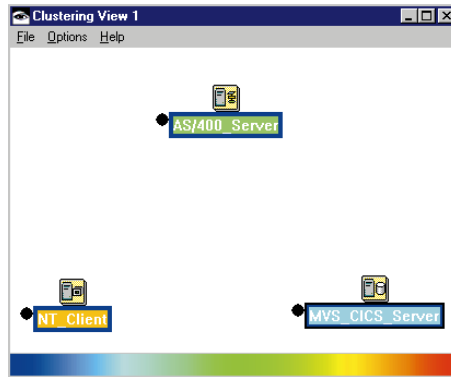 Clustering View 1
File Options Help
AS/400_Server
NT_Client
MVS_CICS_Server